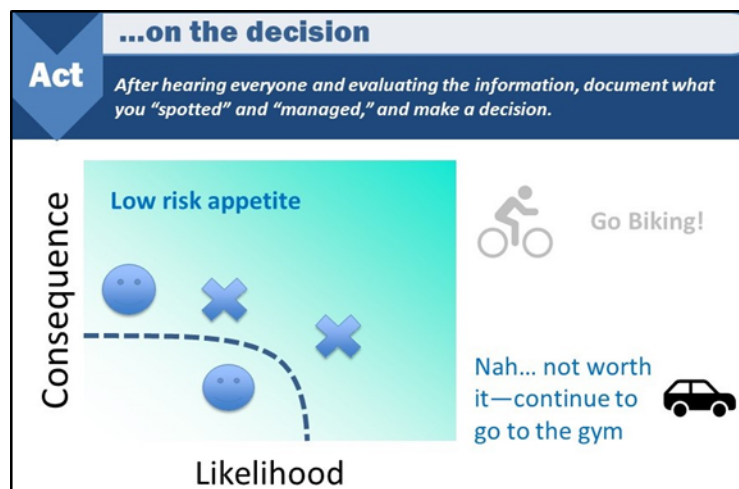 ...on the decision
Act
After hearing everyone and evaluating the information, document what
you “spotted” and “managed,” and make a decision.
Low risk appetite
Consequence
Likelihood
Go Biking!
Nah... not worth
it—continue to
go to the gym